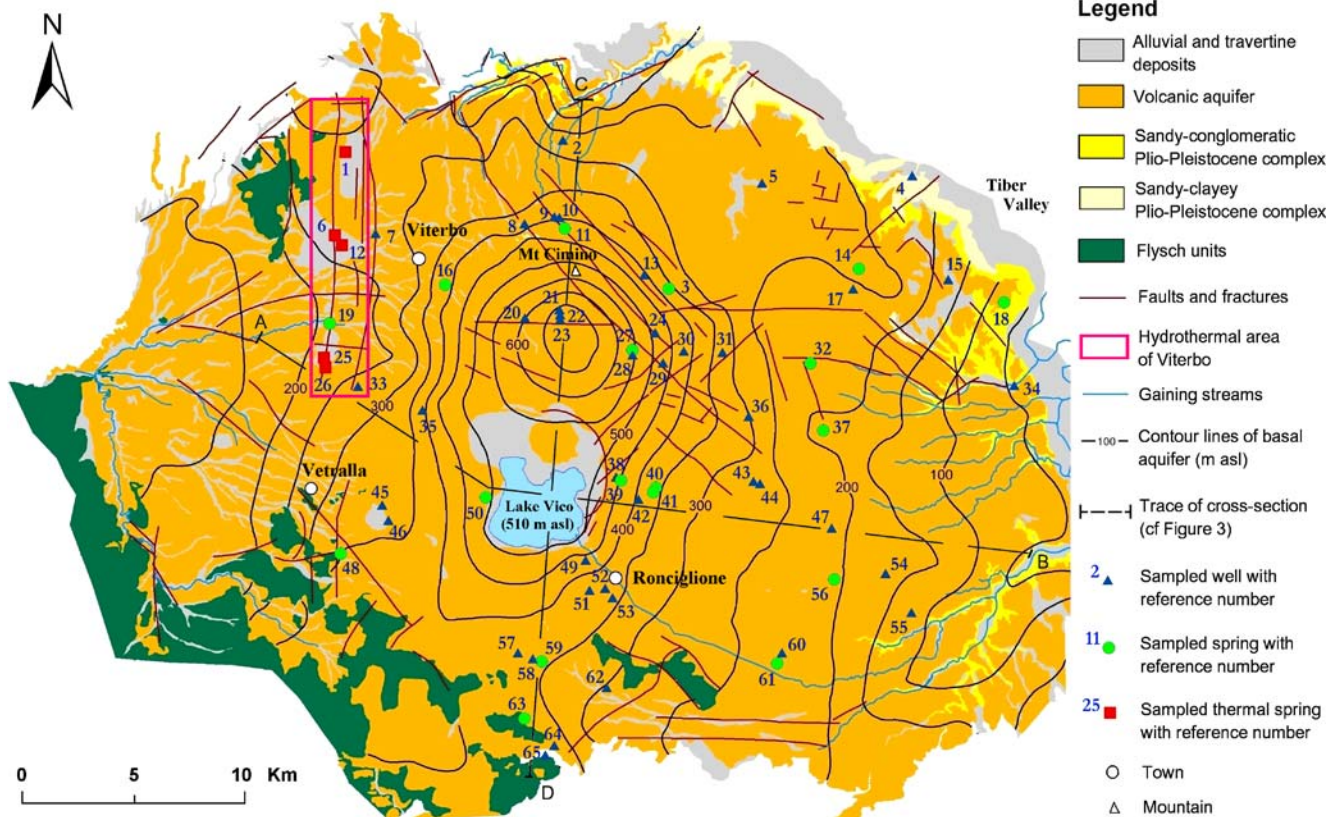 N
C
2
5
4
Tiber
Valley
1
6
12
7
Viterbo
8
9
10
11
Mt Cimino
16
13
3
14
17
15
18
19
A
20
21
22
23
600
24
27
28
29
30
31
32
25
26
200
33
300
34
35
36
37
500
100
Vetralla
38
39
40
41
42
43
44
300
200
400
45
46
47
48
50
Lake Vico
(510 m asl)
49
52
Ronciglione
51
53
54
55
56
B
57
58
59
60
61
62
63
64
65
D
0 5 10 Km
Legend
Alluvial and travertine
deposits
Volcanic aquifer
Sandy-conglomeratic
Plio-Pleistocene complex
Sandy-clayey
Plio-Pleistocene complex
Flysch units
Faults and fractures
Hydrothermal area
of Viterbo
Gaining streams
100
Contour lines of basal
aquifer (m asl)
Trace of cross-section
(cf Figure 3)
2
Sampled well with
reference number
11
Sampled spring with
reference number
25
Sampled thermal spring
with reference number
Town
Mountain